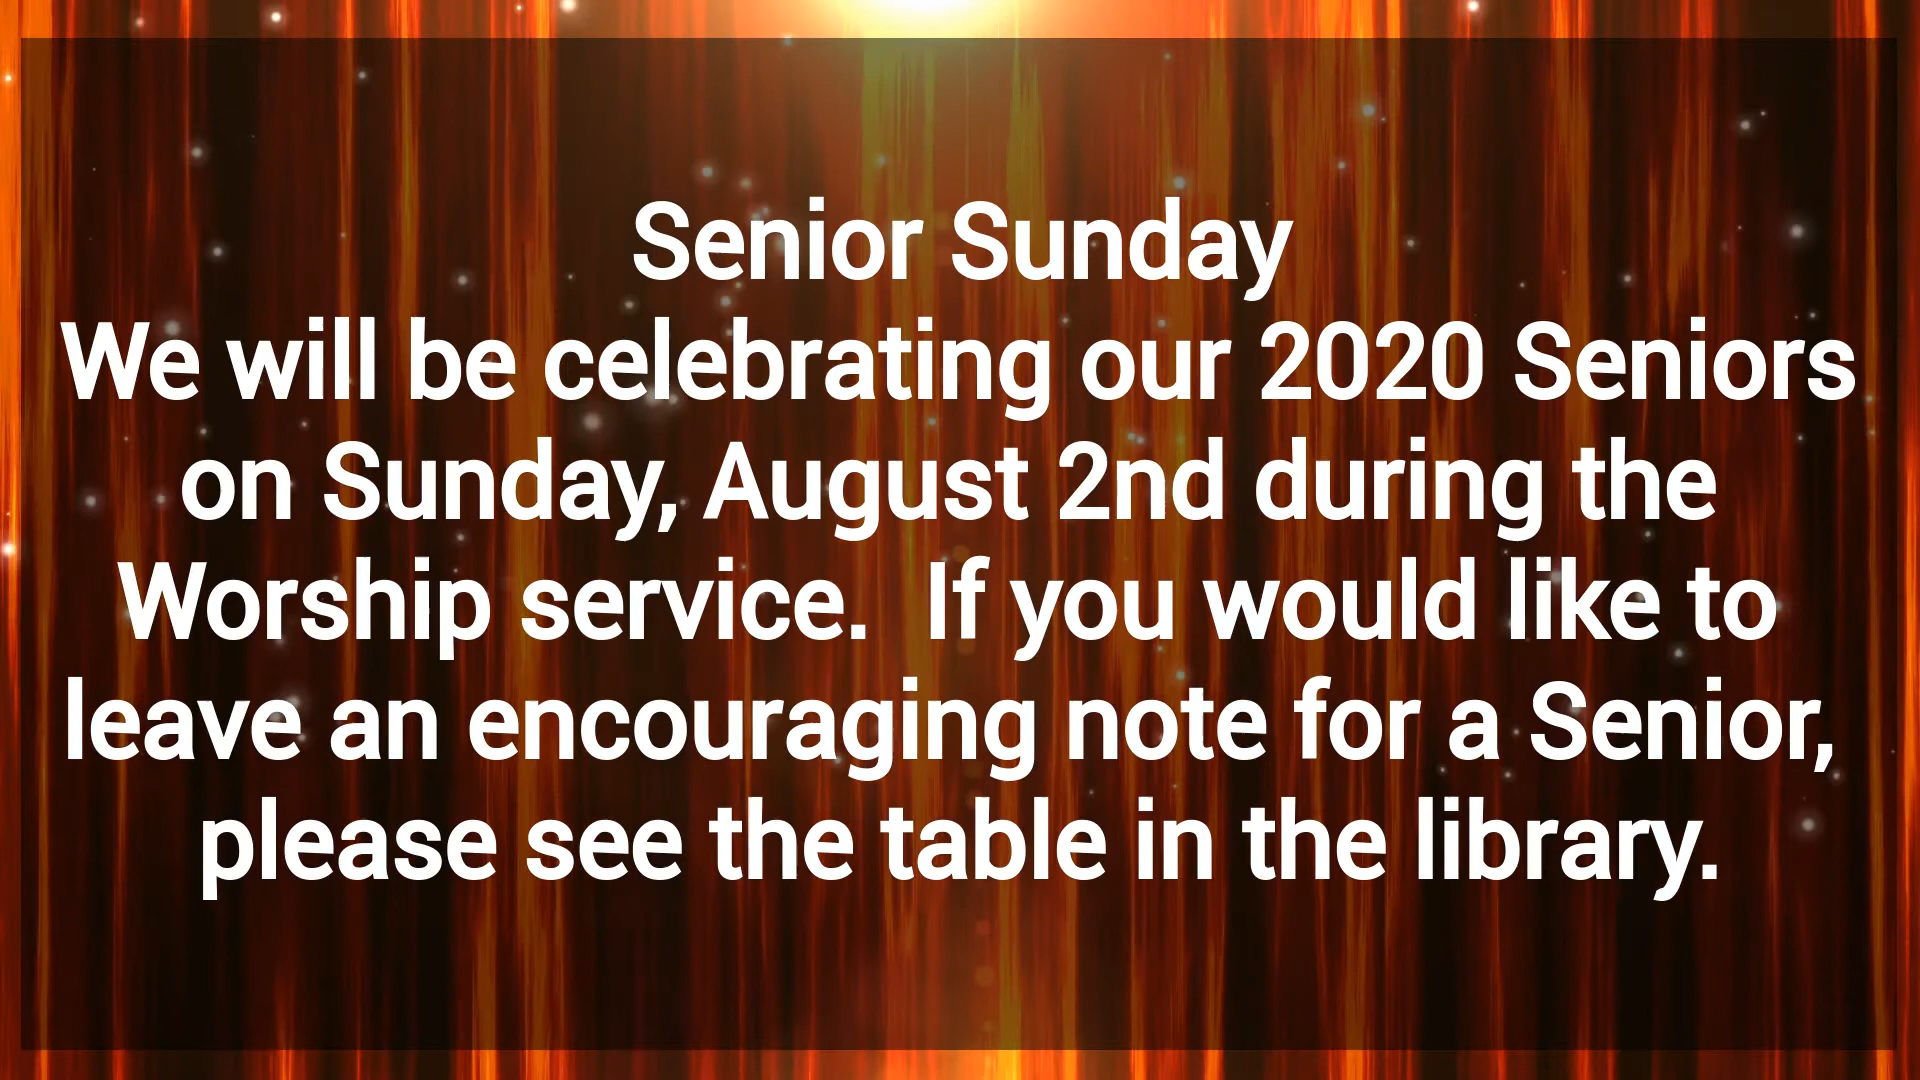 Senior Sunday
We will be celebrating our 2020 Seniors
on Sunday, August 2nd during the
Worship service.  If you would like to
leave an encouraging note for a Senior,
please see the table in the library.